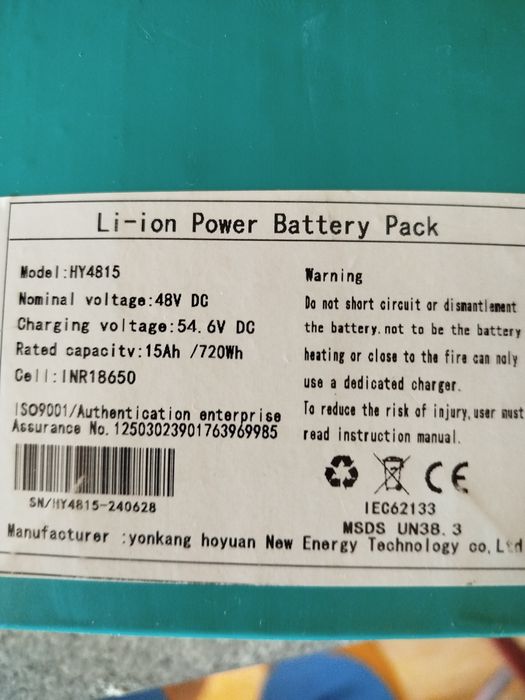 Li-ion Power Battery Pack
Model:HY4815
Nominal voltage:48V DC
Charging voltage:54.6V DC
Rated capacitv:15Ah /720Wh
Cell:INR18650
ISO9001/Authentication enterprise
Assurance No.12503023901763969985
SN/HY4815-240628
Warning
Do not short circuit or dismantlement
the battery.not to be the battery
heating or close to the fire can noly
use a dedicated charger.
To reduce the risk of injury,user must
read instruction manual.
CE
IEC62133
MSDS UN38.3
Manufacturer :yonkang hoyuan New Energy Technology co,Ltd